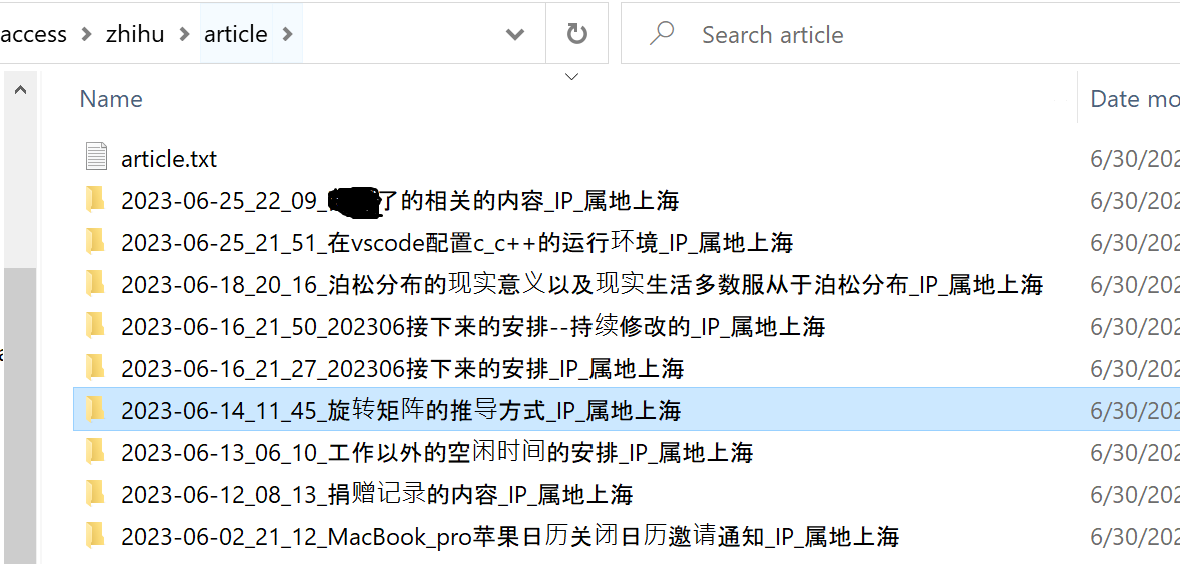 access > zhihu > article >
Search article
Name
Date mo
article.txt
6/30/202
2023-06-25_22_09_ 了的相关的内容_IP_属地上海
6/30/202
2023-06-25_21_51_在vscode配置c_c++的运行环境_IP_属地上海
6/30/202
2023-06-18_20_16_泊松分布的现实意义以及现实生活多数服从于泊松分布_IP_属地上海
6/30/202
2023-06-16_21_50_202306接下来的安排--持续修改的_IP_属地上海
6/30/202
2023-06-16_21_27_202306接下来的安排_IP_属地上海
6/30/202
2023-06-14_11_45_旋转矩阵的推导方式_IP_属地上海
6/30/202
2023-06-13_06_10_工作以外的空闲时间的安排_IP_属地上海
6/30/202
2023-06-12_08_13_捐赠记录的内容_IP_属地上海
6/30/202
2023-06-02_21_12_MacBook_pro苹果日历关闭日历邀请通知_IP_属地上海
6/30/202